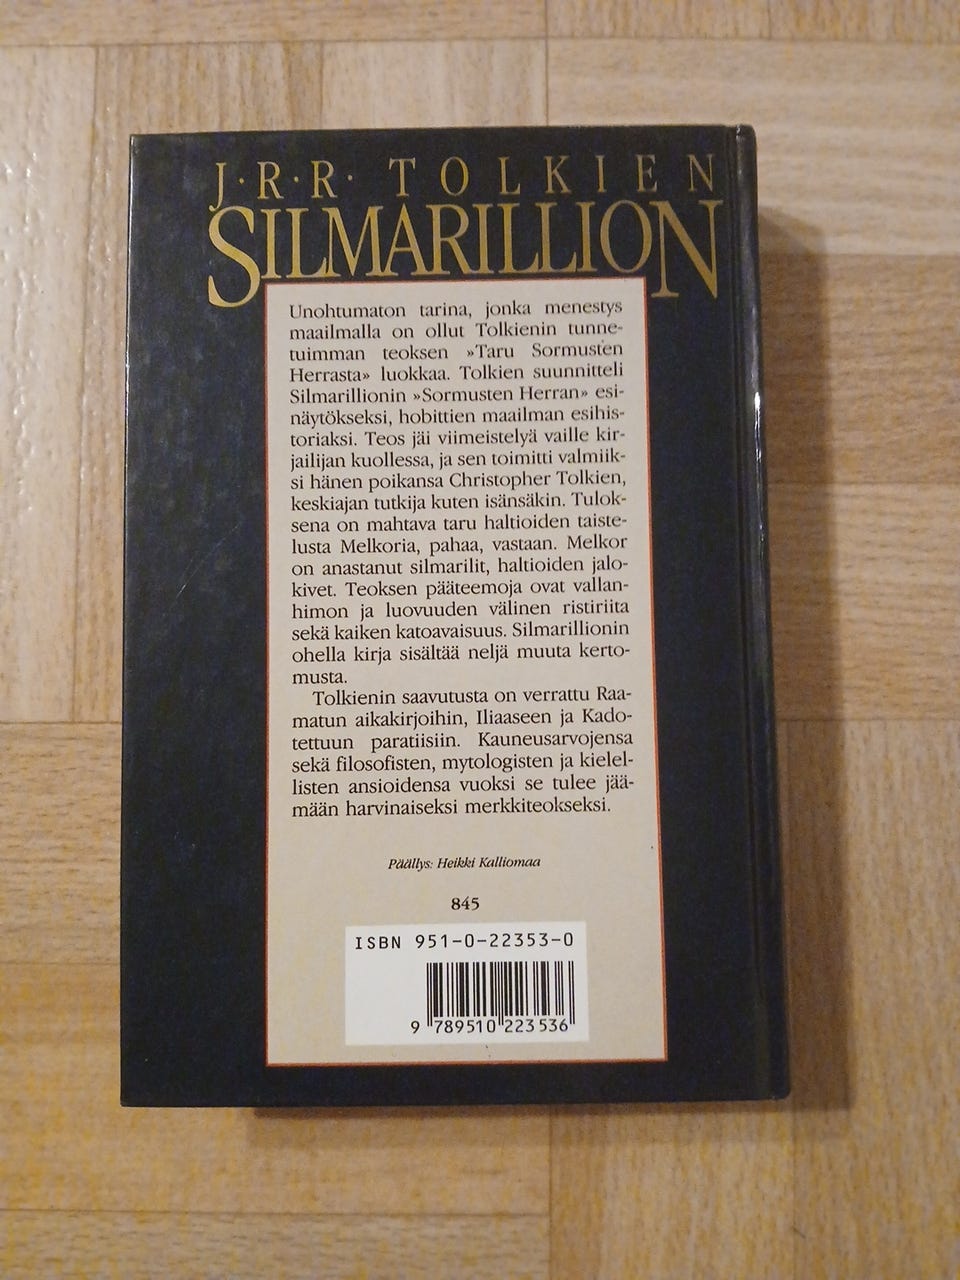 J·R·R· TOLKIEN
SILMARILLION
Unohtumaton tarina, jonka menestys
maailmalla on ollut Tolkienin tunne-
tuimman teoksen »Taru Sormusten
Herrasta» luokkaa. Tolkien suunnitteli
Silmarillionin »Sormusten Herran» esi-
näytökseksi, hobittien maailman esihis-
toriaksi. Teos jäi viimeistelyä vaille kir-
jailijan kuollessa, ja sen toimitti valmiik-
si hänen poikansa Christopher Tolkien,
keskiajan tutkija kuten isänsäkin. Tulok-
sena on mahtava taru haltioiden taiste-
lusta Melkoria, pahaa, vastaan. Melkor
on anastanut silmarilit, haltioiden jalo-
kivet. Teoksen pääteemoja ovat vallan-
himon ja luovuuden välinen ristiriita
sekä kaiken katoavaisuus. Silmarillionin
ohella kirja sisältää neljä muuta kerto-
musta.
Tolkienin saavutusta on verrattu Raa-
matun aikakirjoihin, Iliaaseen ja Kado-
tettuun paratiisiin. Kauneusarvojensa
sekä filosofisten, mytologisten ja kielel-
listen ansioidensa vuoksi se tulee jää-
mään harvinaiseksi merkkiteokseksi.
Päällys: Heikki Kalliomaa
845
ISBN 951-0-22353-0
9 789510 223536